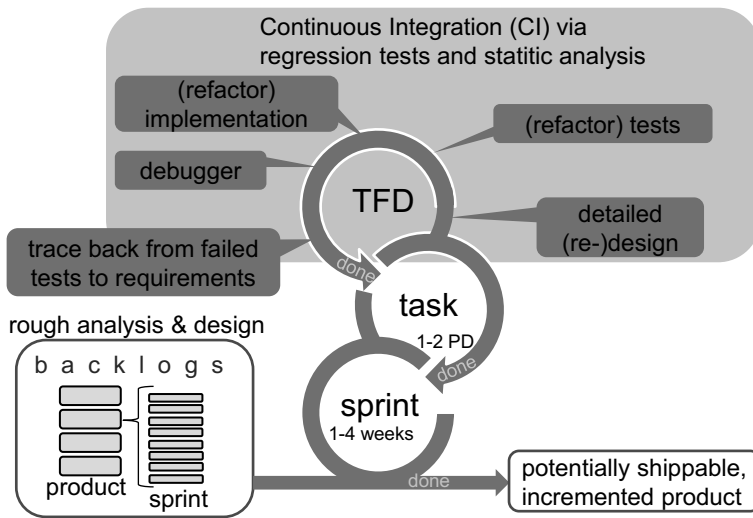 Continuous Integration (CI) via
regression tests and statitic analysis
(refactor)
implementation
(refactor) tests
debugger
TFD
detailed
(re-)design
trace back from failed
tests to requirements
done
task
1-2 PD
done
rough analysis & design
b a c k l o g s
product
sprint
sprint
1-4 weeks
done
potentially shippable,
incremented product